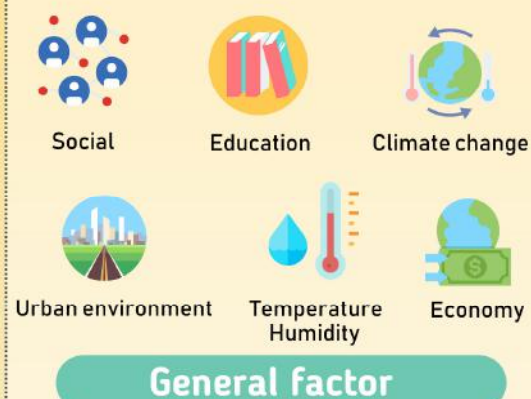 Social
Education
Climate change
Urban environment
Temperature
Humidity
Economy
$
General factor